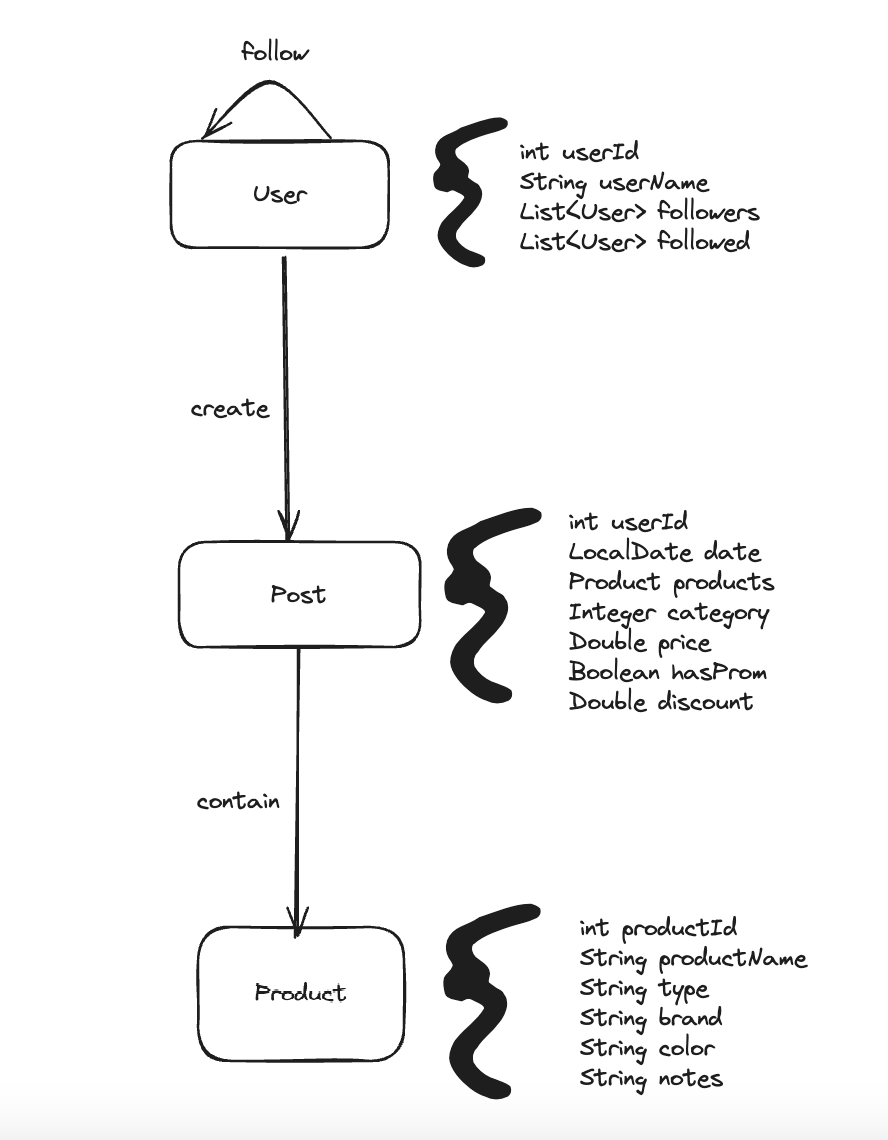 follow
User
int userId
String userName
List<User> followers
List<User> followed
create
Post
int userId
LocalDate date
Product products
Integer category
Double price
Boolean hasProm
Double discount
contain
Product
int productId
String productName
String type
String brand
String color
String notes